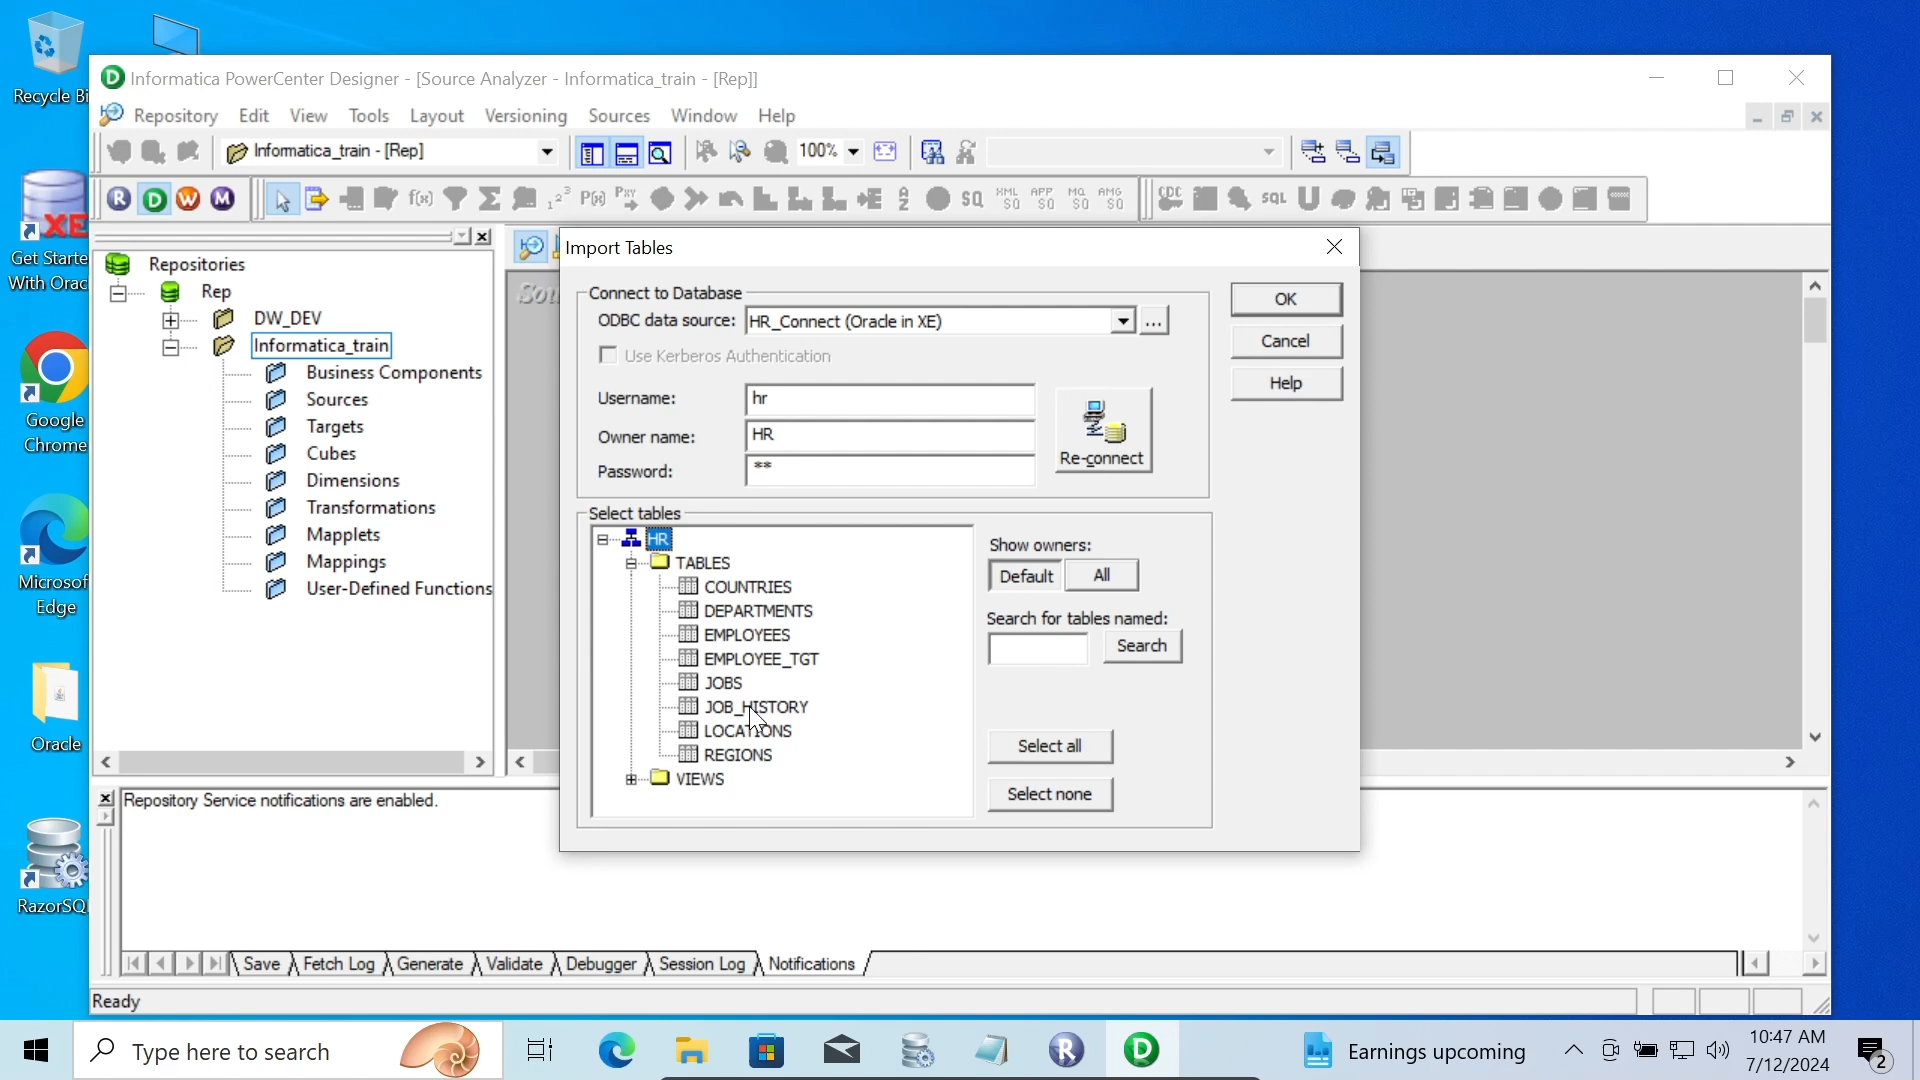 Recycle Bi
Get Starte
With Orac
Google
Chrome
Microsof
Edge
Oracle
RazorSQ
Informatica PowerCenter Designer - [Source Analyzer - Informatica_train - [Rep]]
Repository Edit View Tools Layout Versioning Sources Window Help
Informatica_train - [Rep]
100%
Repositories
Rep
DW_DEV
Informatica_train
Business Components
Sources
Targets
Cubes
Dimensions
Transformations
Mapplets
Mappings
User-Defined Functions
Import Tables
Connect to Database
ODBC data source: HR_Connect (Oracle in XE) ...
Use Kerberos Authentication
Username: hr
Owner name: HR
Password: **
Re-connect
OK
Cancel
Help
Select tables
HR
TABLES
COUNTRIES
DEPARTMENTS
EMPLOYEES
EMPLOYEE_TGT
JOBS
JOB_HISTORY
LOCATIONS
REGIONS
VIEWS
Show owners:
Default All
Search for tables named:
Search
Select all
Select none
Repository Service notifications are enabled.
Save Fetch Log Generate Validate Debugger Session Log Notifications
Ready
Type here to search
Earnings upcoming
10:47 AM
7/12/2024
2